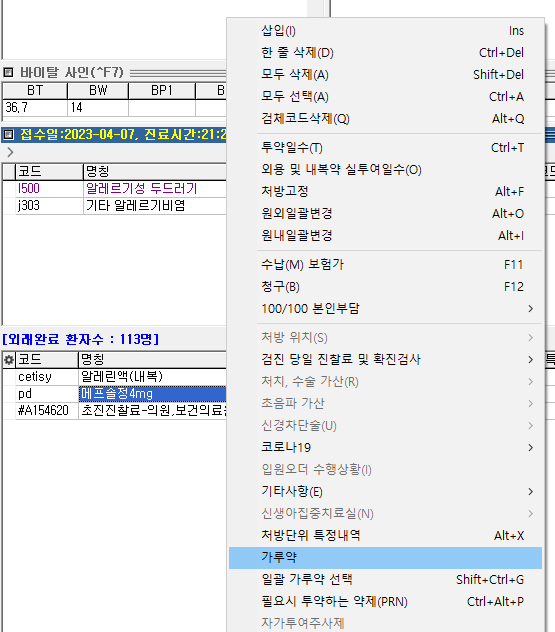 바이탈 사인(^F7)
BT BW BP1
36,7 14
접수일:2023-04-07, 진료시간:21:2
코드 명칭
l500 알레르기성 두드러기
j303 기타 알레르기비염
[외래완료 환자수 : 113명]
코드 명칭
cetisy 알레린액(내복)
pd 메프솔정4mg
#A154620 초진진찰료-의원,보건의료원
삽입(I) Ins
한 줄 삭제(D) Ctrl+Del
모두 삭제(A) Shift+Del
모두 선택(A) Ctrl+A
검체코드삭제(Q) Alt+Q
투약일수(T) Ctrl+T
외용 및 내복약 실투여일수(O)
처방고정 Alt+F
원외일괄변경 Alt+O
원내일괄변경 Alt+I
수납(M) 보험가 F11
청구(B) F12
100/100 본인부담
처방 위치(S)
검진 당일 진찰료 및 확진검사
처치, 수술 가산(R)
초음파 가산
신경차단술(U)
코로나19
입원오더 수행상황(I)
기타사항(E)
신생아집중치료실(N)
처방단위 특정내역 Alt+X
가루약
일괄 가루약 선택 Shift+Ctrl+G
필요시 투약하는 약제(PRN) Ctrl+Alt+P
자가투여주사제
특